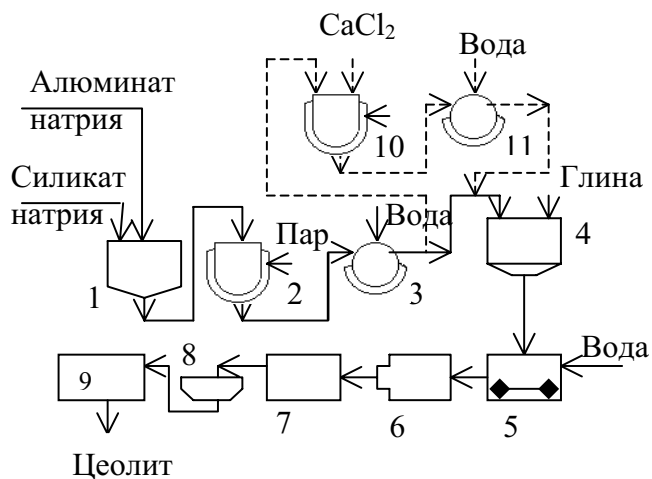 CaCl₂
Вода
Алюминат
натрия
10
11
Силикат
натрия
Глина
Пар
Вода
4
1
2
3
8
Вода
9
7
6
5
Цеолит